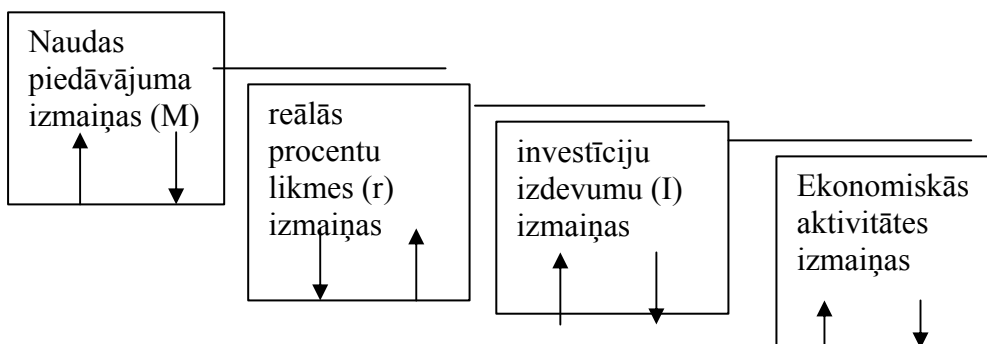 Naudas
piedāvājuma
izmaiņas (M)
reālās
procentu
likmes (r)
izmaiņas
investīciju
izdevumu (I)
izmaiņas
Ekonomiskās
aktivitātes
izmaiņas